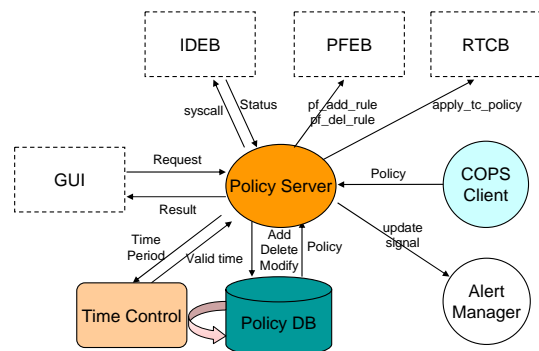 IDEB
PFEB
RTCB
syscall
Status
pf_add_rule
pf_del_rule
apply_tc_policy
GUI
Request
Result
Policy Server
Policy
COPS
Client
Time
Period
Valid time
Add
Delete
Modify
Policy
update
signal
Time Control
Policy DB
Alert
Manager